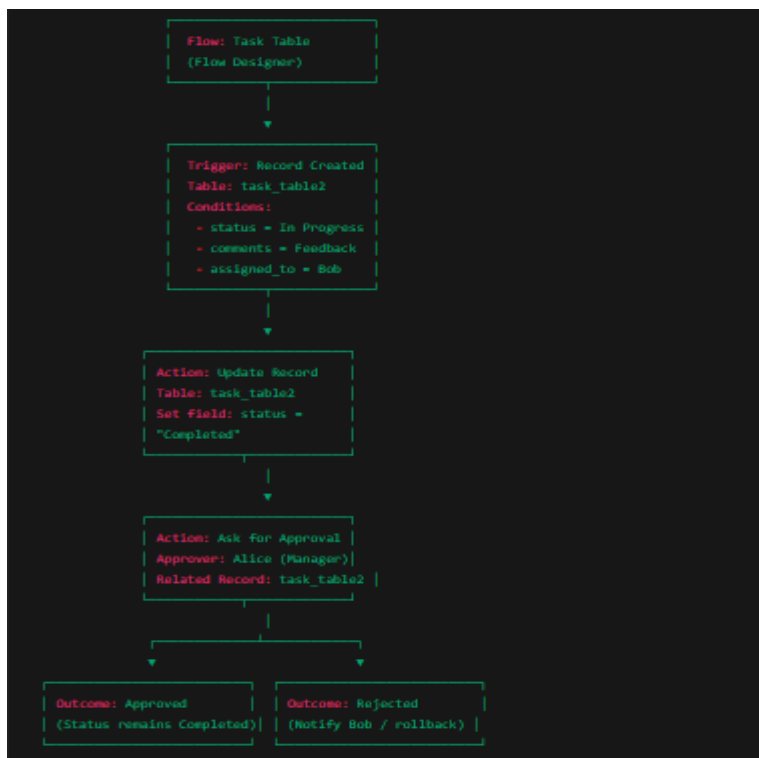 Flow: Task Table
(Flow Designer)
Trigger: Record Created
Table: task_table2
Conditions:
- status = In Progress
- comments = Feedback
- assigned_to = Bob
Action: Update Record
Table: task_table2
Set field: status =
"Completed"
Action: Ask for Approval
Approver: Alice (Manager)
Related Record: task_table2
Outcome: Approved
(Status remains Completed)
Outcome: Rejected
(Notify Bob / rollback)